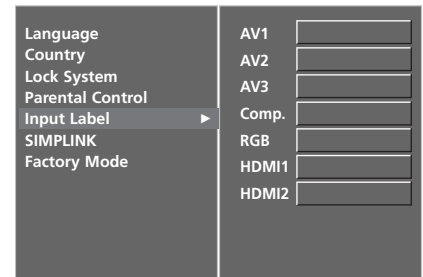 Language
Country
Lock System
Parental Control
Input Label ►
SIMPLINK
Factory Mode
AV1
AV2
AV3
Comp.
RGB
HDMI1
HDMI2